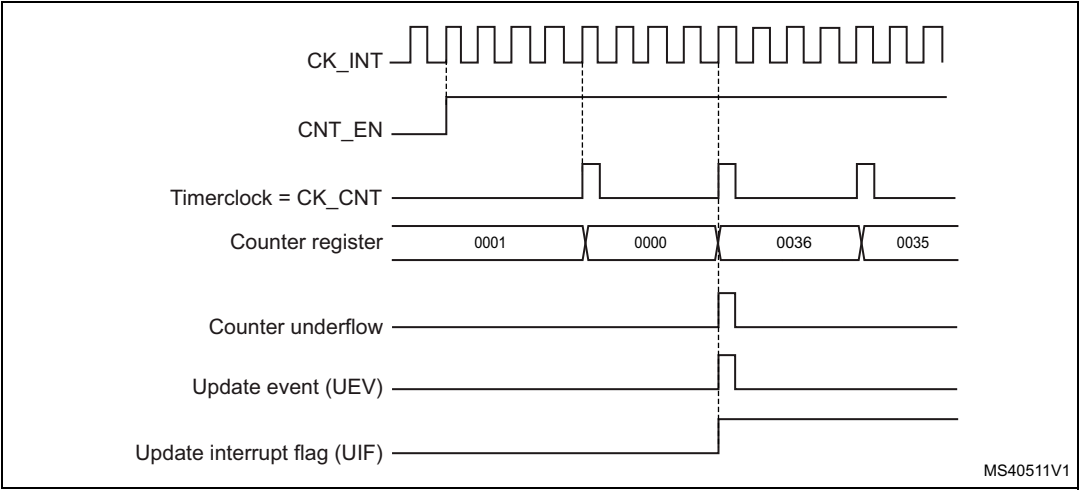 CK_INT
CNT_EN
Timerclock = CK_CNT
Counter register
0001
0000
0036
0035
Counter underflow
Update event (UEV)
Update interrupt flag (UIF)
MS40511V1